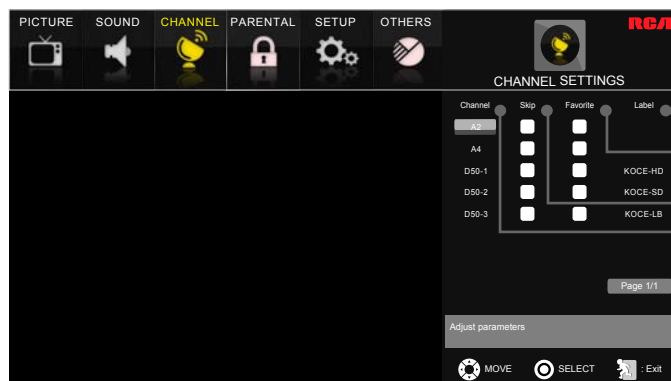 PICTURE SOUND CHANNEL PARENTAL SETUP OTHERS
RCA
CHANNEL SETTINGS
Channel Skip Favorite Label
A2
A4
D50-1 KOCE-HD
D50-2 KOCE-SD
D50-3 KOCE-LB
Page 1/1
Adjust parameters
MOVE SELECT : Exit